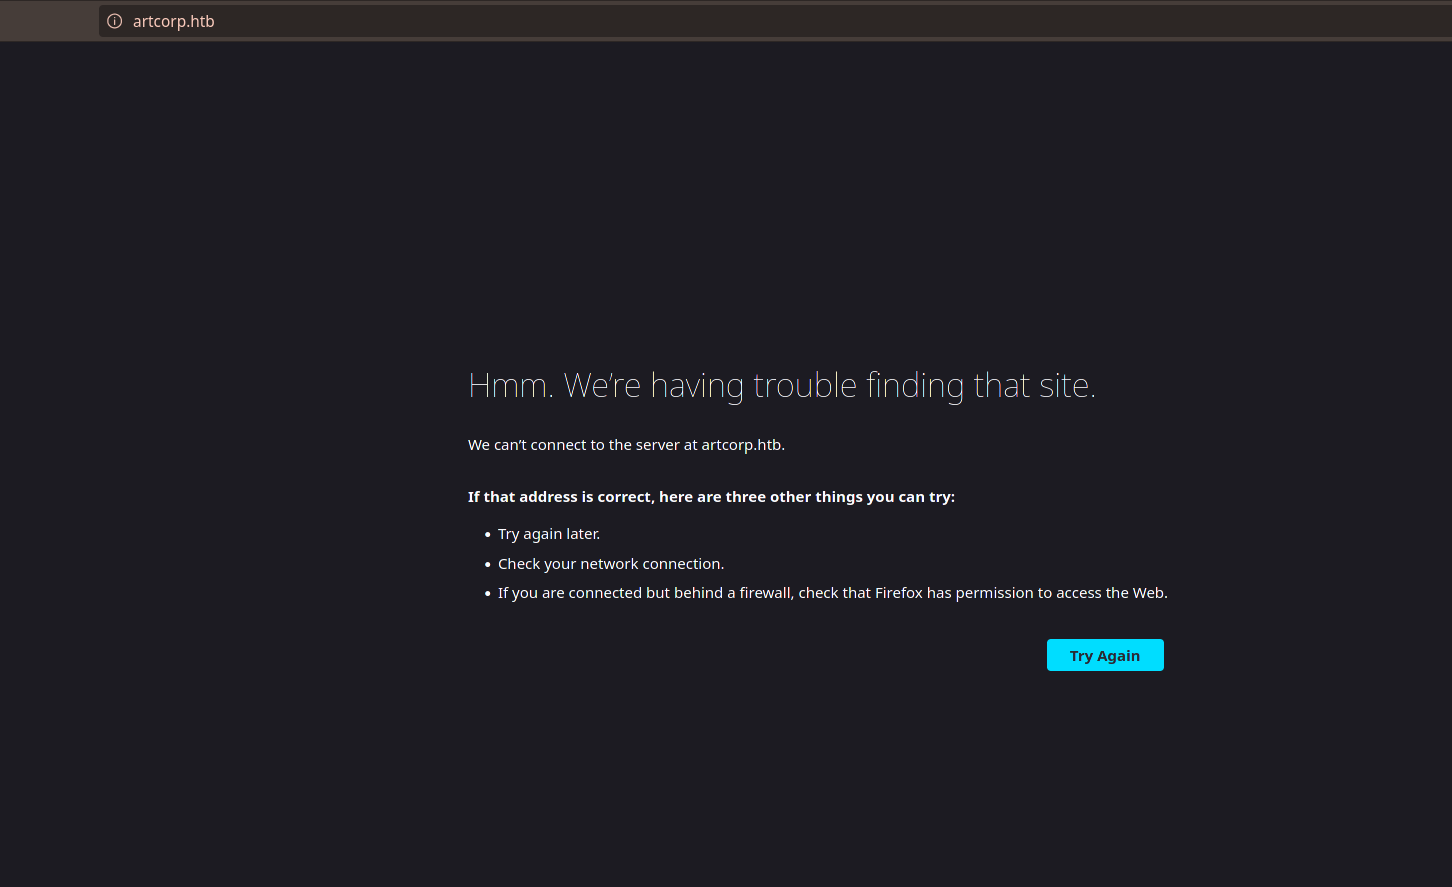 artcorp.htb
Hmm. We’re having trouble finding that site.
We can’t connect to the server at artcorp.htb.
If that address is correct, here are three other things you can try:
• Try again later.
• Check your network connection.
• If you are connected but behind a firewall, check that Firefox has permission to access the Web.
Try Again